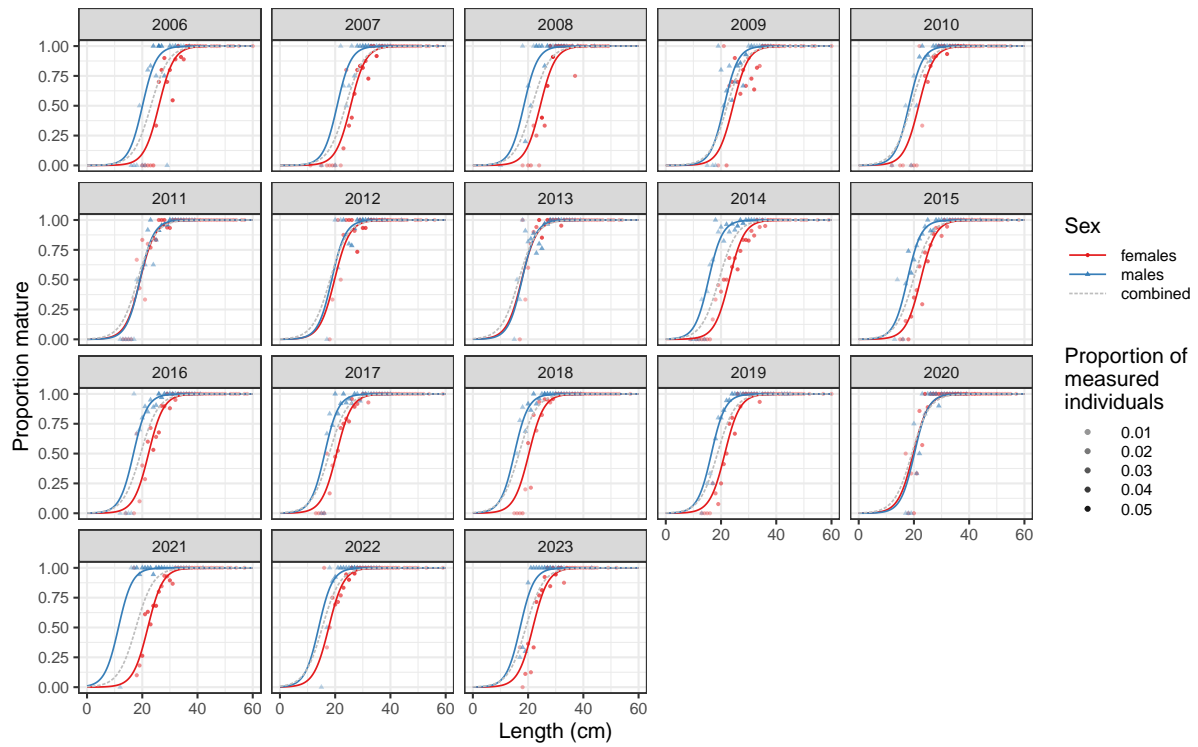 2006 2007 2008 2009 2010
1.00
0.75
0.50
0.25
0.00
2011 2012 2013 2014 2015
1.00
0.75
0.50
0.25
0.00
2016 2017 2018 2019 2020
1.00
0.75
0.50
0.25
0.00
0 20 40 60 0 20 40 60
2021 2022 2023
1.00
0.75
0.50
0.25
0.00
0 20 40 60 0 20 40 60 0 20 40 60
Proportion mature
Length (cm)
Sex
females
males
combined
Proportion of
measured
individuals
0.01
0.02
0.03
0.04
0.05